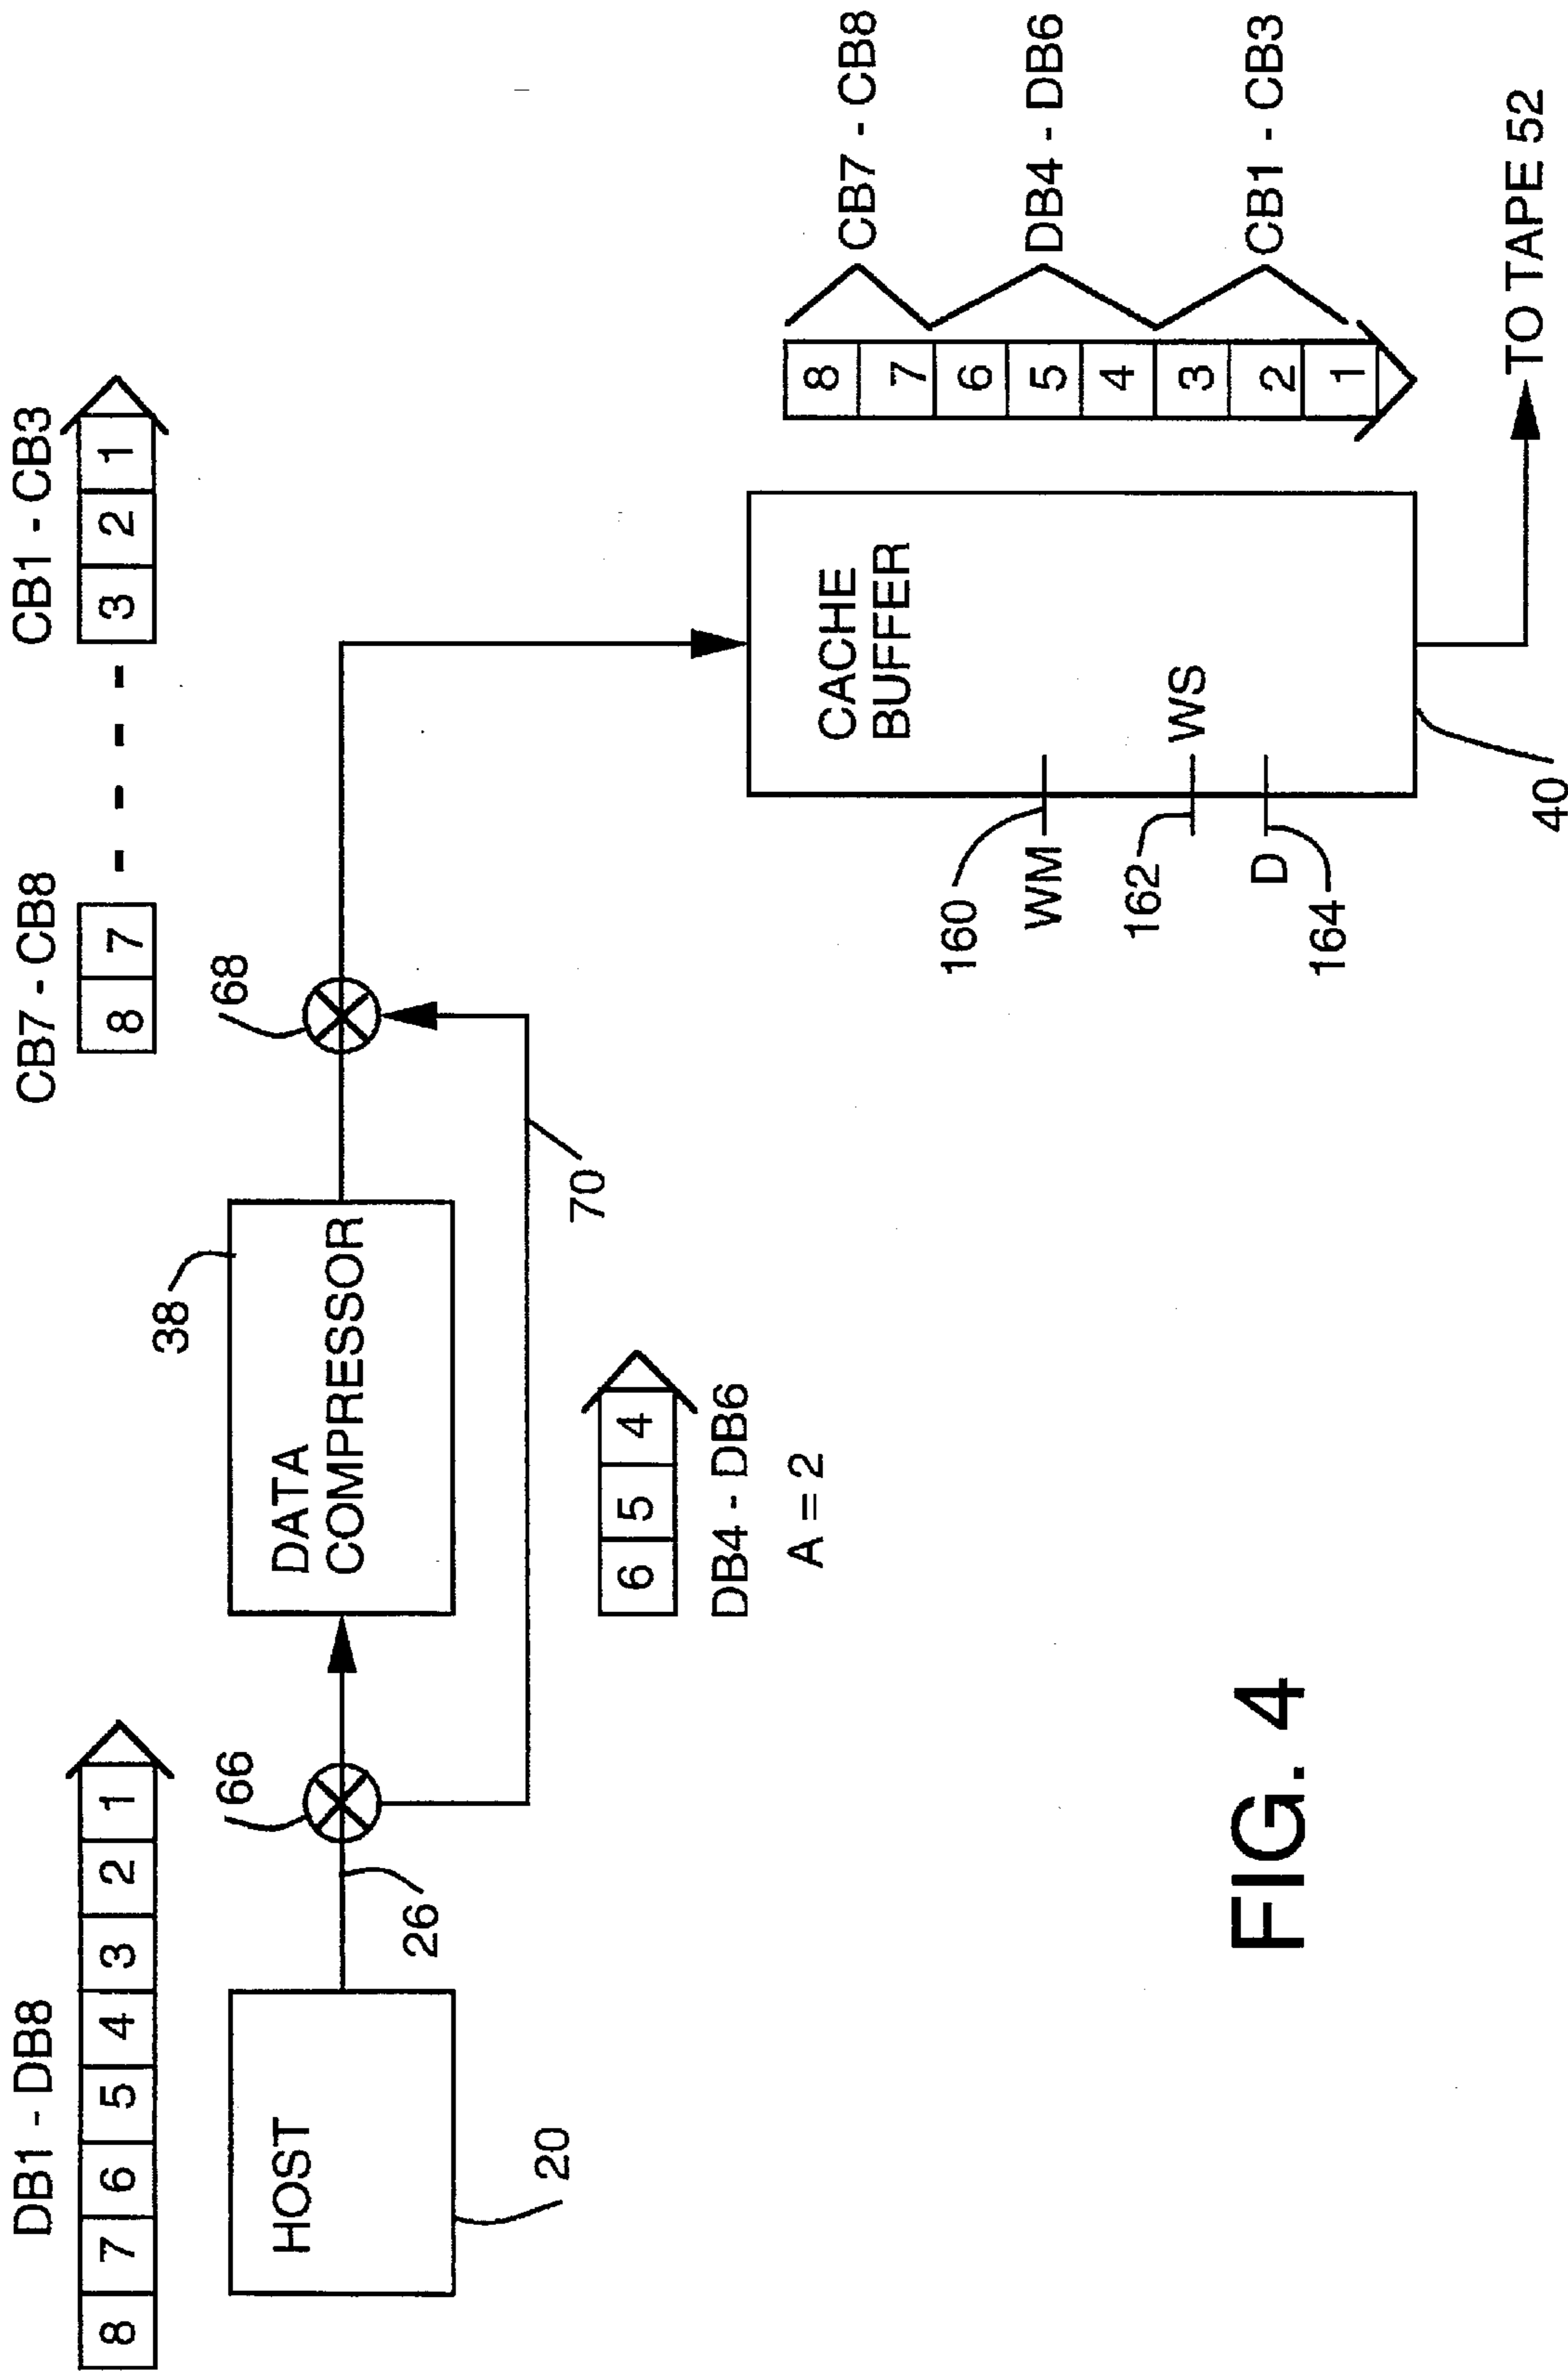 DB1 - DB8
8 7 6 5 4 3 2 1
CB7 - CB8
8 7
CB1 - CB3
3 2 1
HOST
20
26
66
38
DATA
COMPRESSOR
68
70
6 5 4
DB4 - DB6
A = 2
CACHE
BUFFER
160
WM
162
WS
D
164
40
8
7
6
5
4
3
2
1
CB7 - CB8
DB4 - DB6
CB1 - CB3
TO TAPE 52
FIG. 4